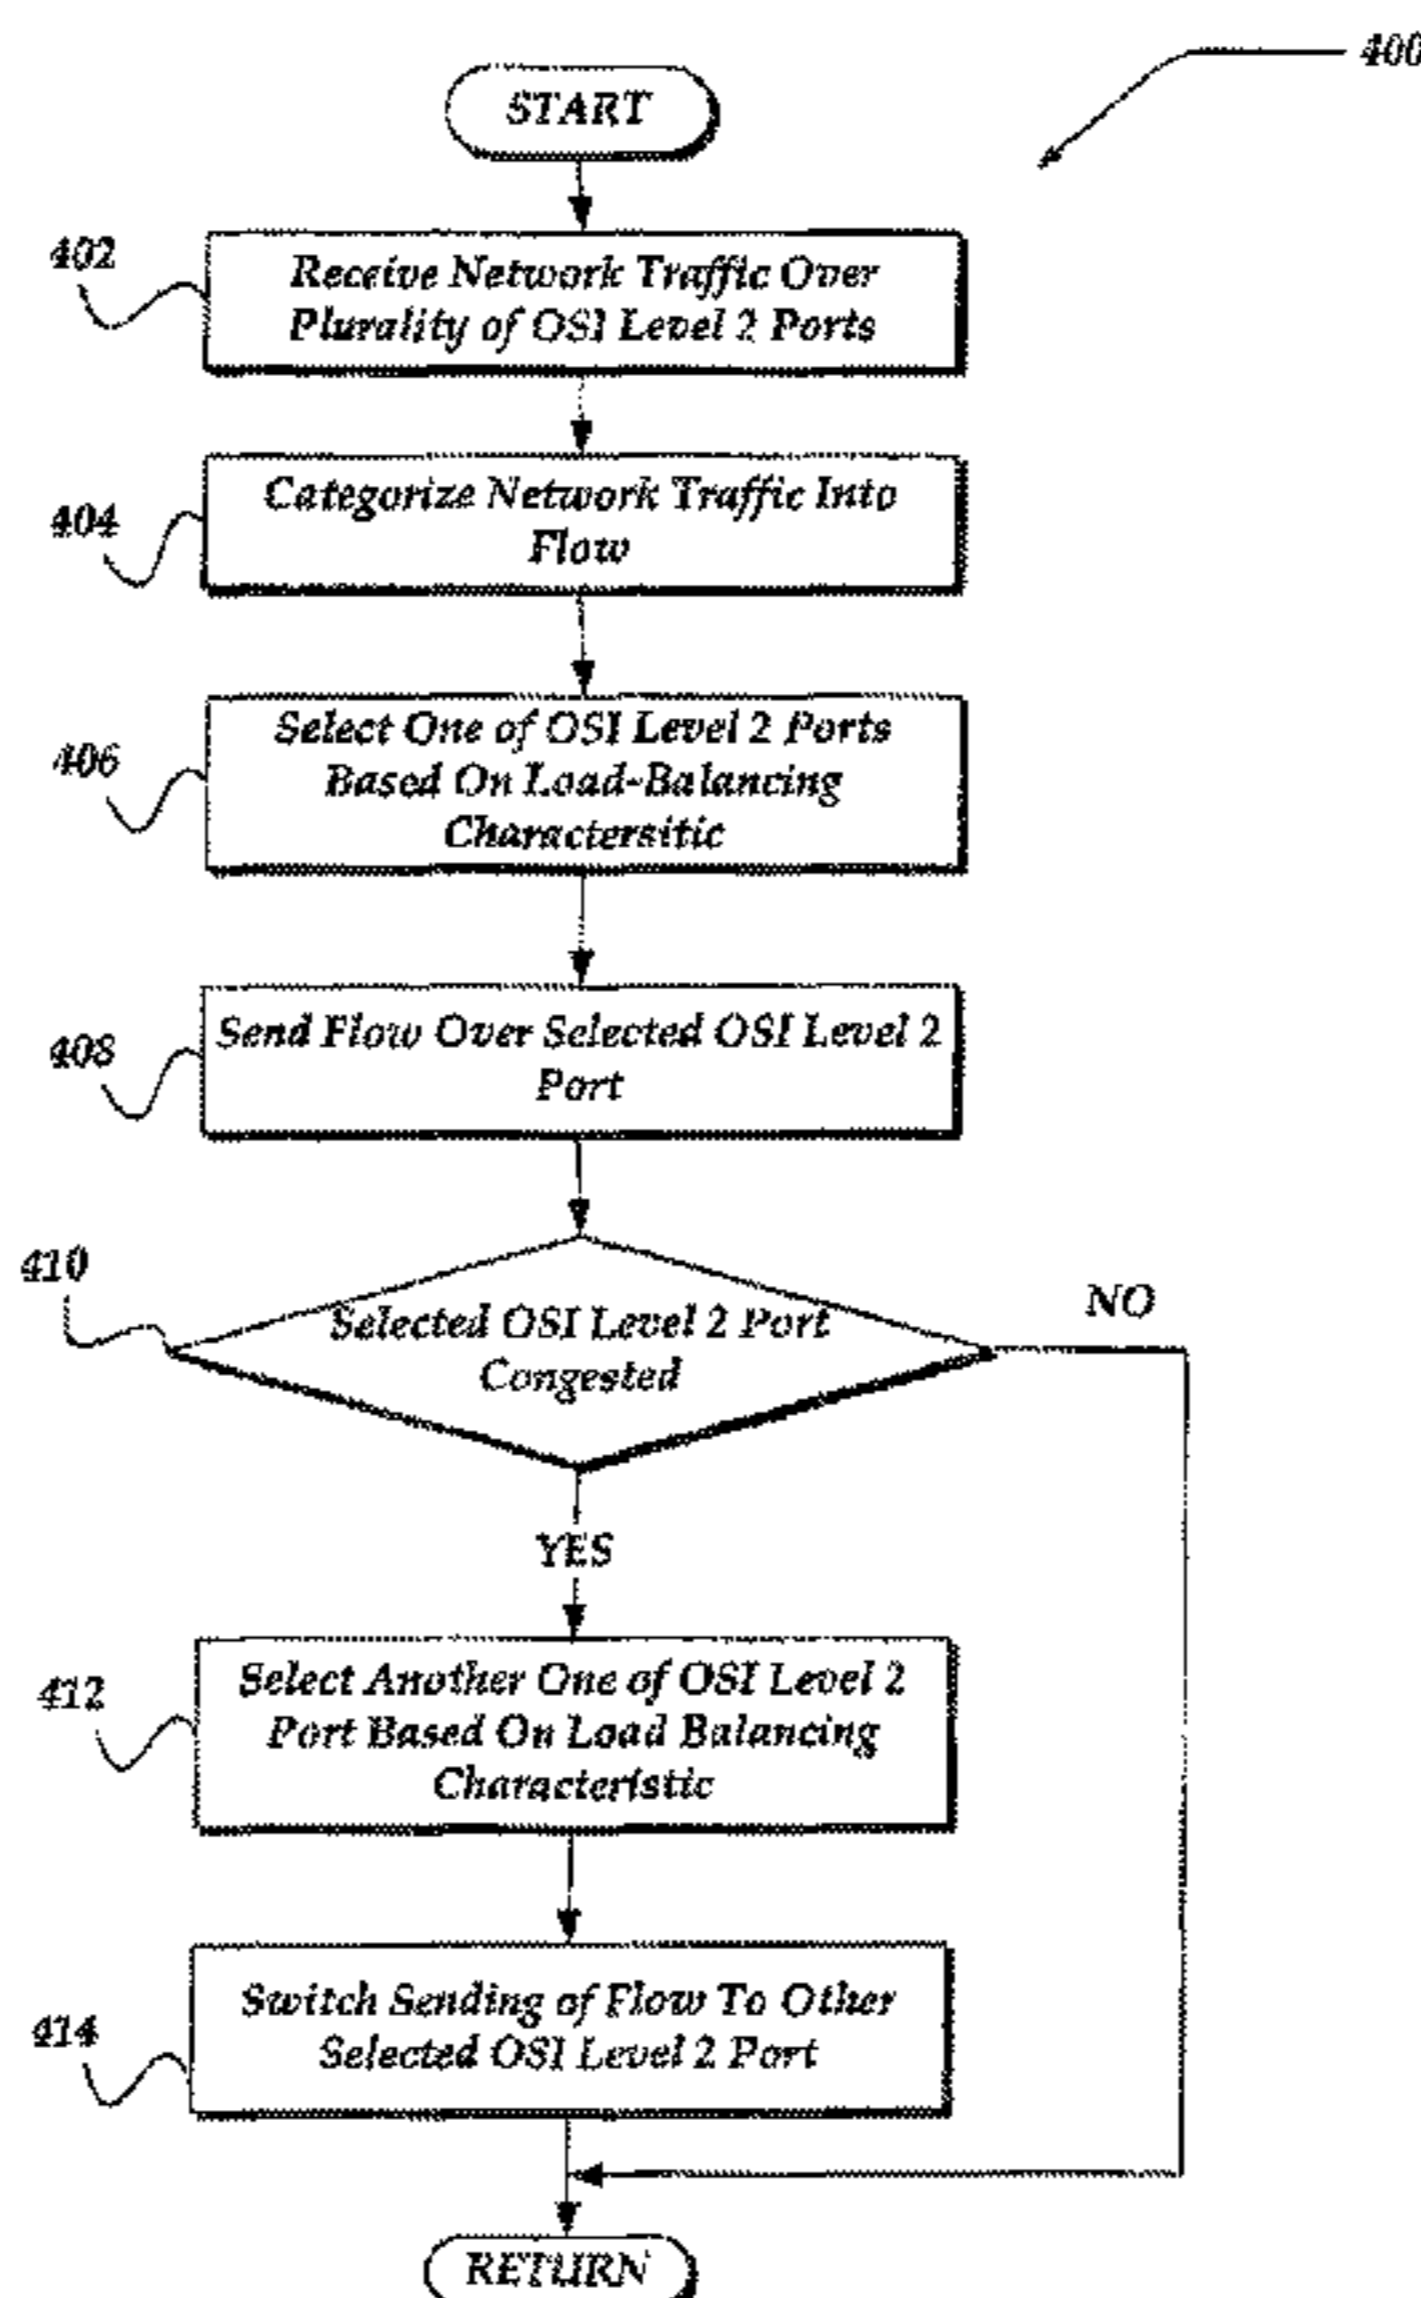 400
START
402
Receive Network Traffic Over
Plurality of OSI Level 2 Ports
404
Categorize Network Traffic Into
Flow
406
Select One of OSI Level 2 Ports
Based On Load-Balancing
Charactersitic
408
Send Flow Over Selected OSI Level 2
Port
410
Selected OSI Level 2 Port
Congested
NO
YES
412
Select Another One of OSI Level 2
Port Based On Load Balancing
Characteristic
414
Switch Sending of Flow To Other
Selected OSI Level 2 Port
RETURN